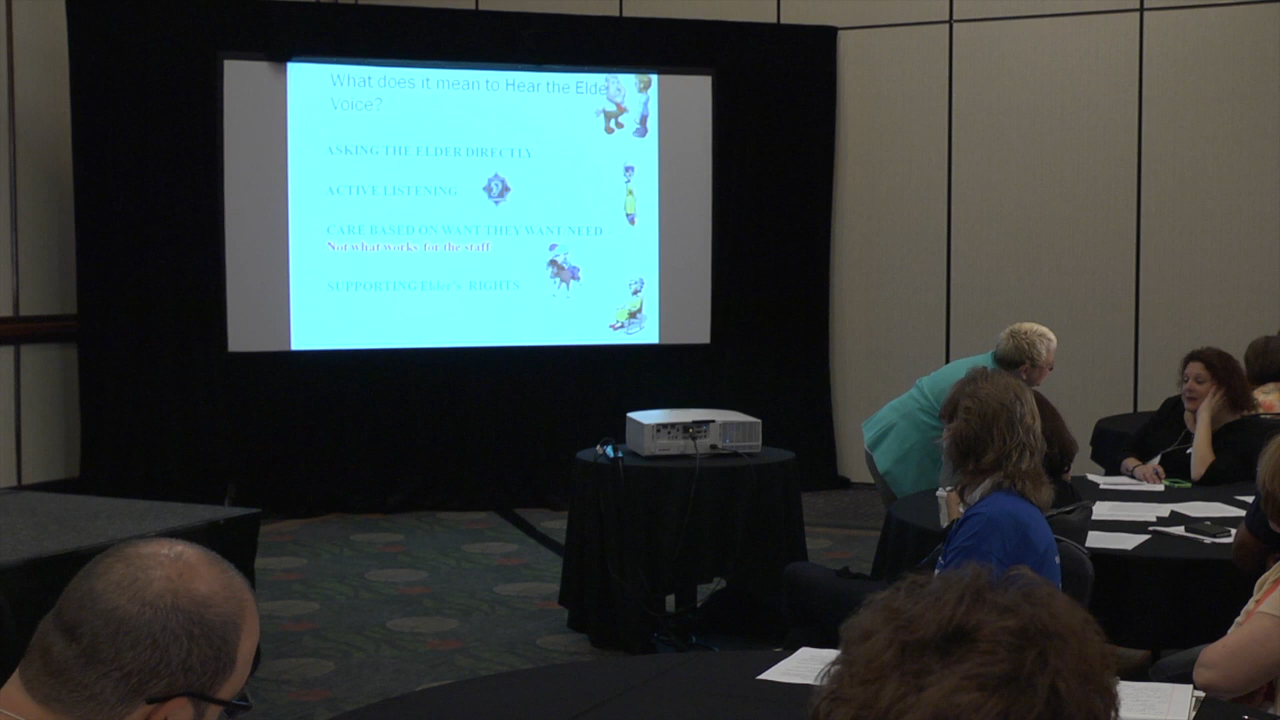 What does it mean to Hear the Elde
Voice?
ASKING THE ELDER DIRECTLY
ACTIVE LISTENING
CARE BASED ON WANT THEY WANT NEED
Not what works for the staff
SUPPORTING Elder's RIGHTS